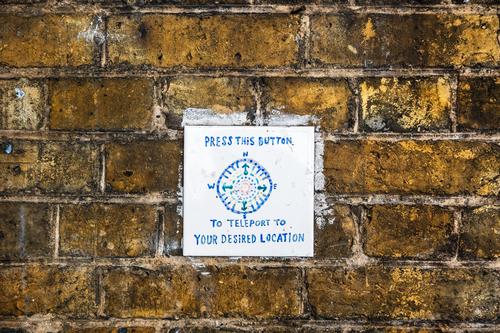 PRESS THIS BUTTON
N
W E
S
TO TELEPORT TO
YOUR DESIRED LOCATION